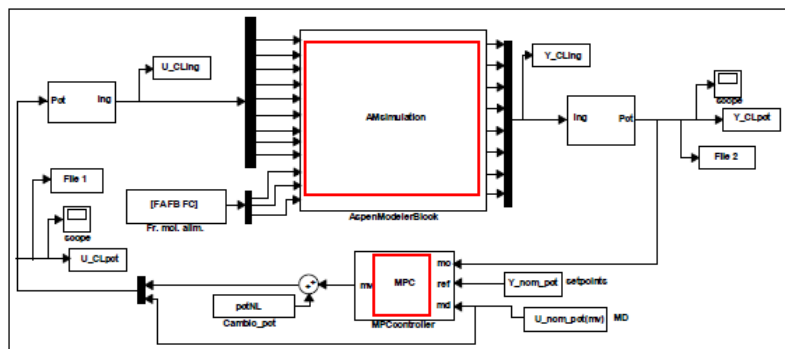 U_CLing
Y_CLing
Pot Ing
AMsimulation
Ing Pot
scope
Y_CLpot
File 2
File 1
[FAFB FC]
Fr. mol. alim.
AspenModelerBlock
scope
U_CLpot
mv
MPC
mo
ref
md
MPCcontroller
Y_nom_pot
setpoints
potNL
Cambio_pot
U_nom_pot(mv)
MD